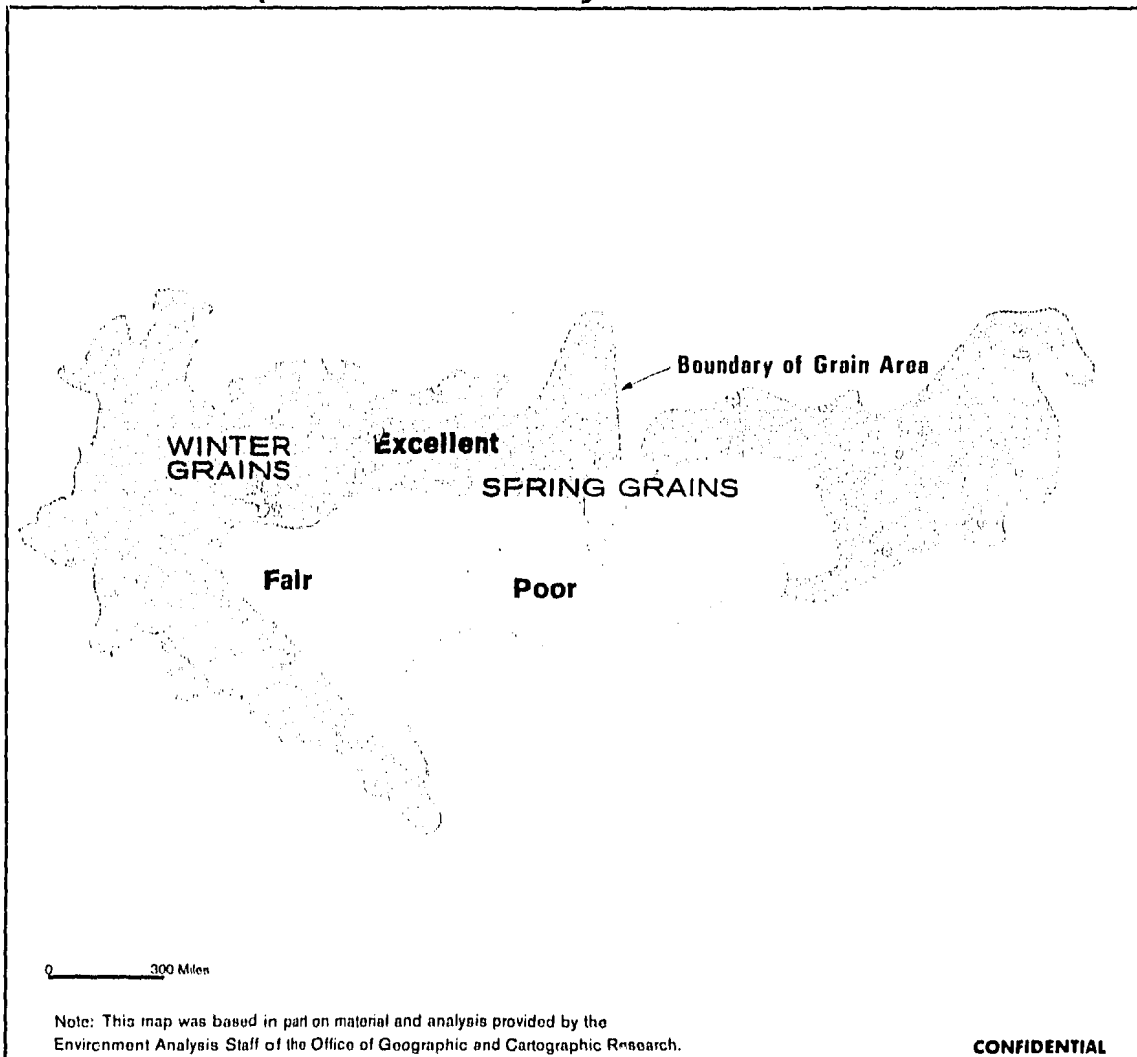 Boundary of Grain Area
WINTER
GRAINS
Excellent
SPRING GRAINS
Fair
Poor
0 300 Miles
Note: This map was based in part on material and analysis provided by the
Environment Analysis Staff of the Office of Geographic and Cartographic Research.
CONFIDENTIAL